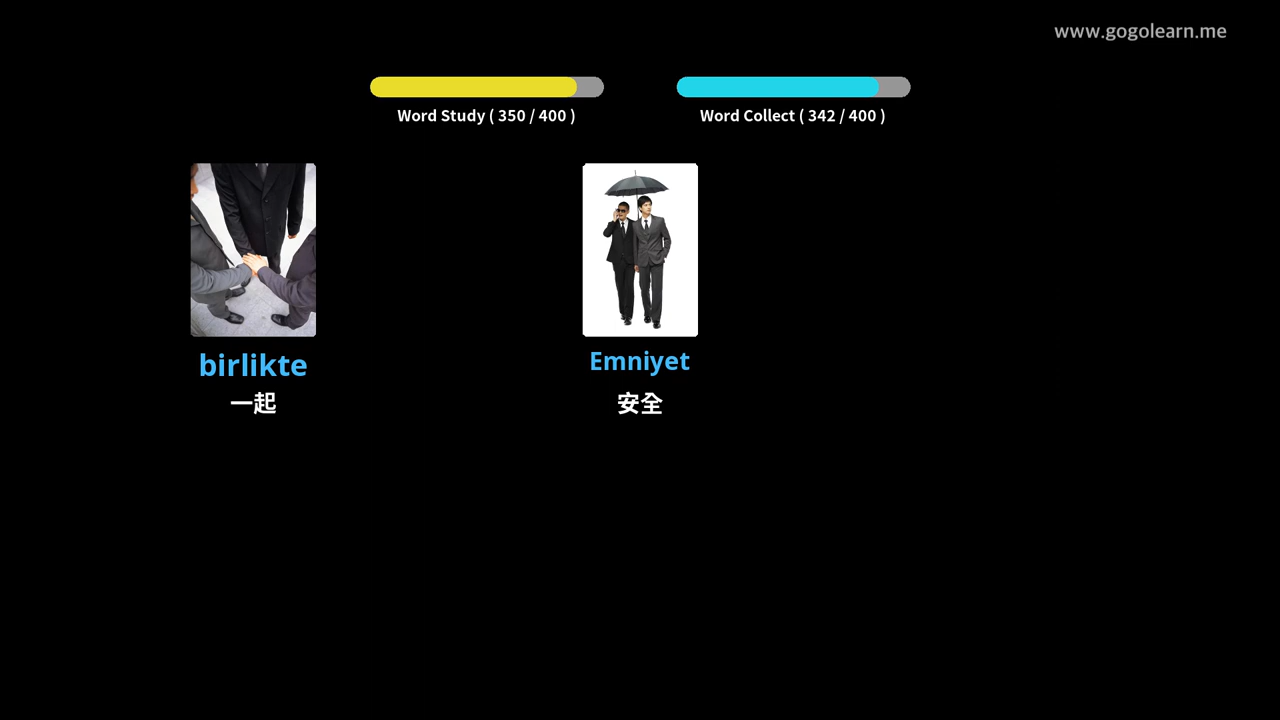 www.gogolearn.me
Word Study ( 350 / 400 )
Word Collect ( 342 / 400 )
birlikte
一起
Emniyet
安全